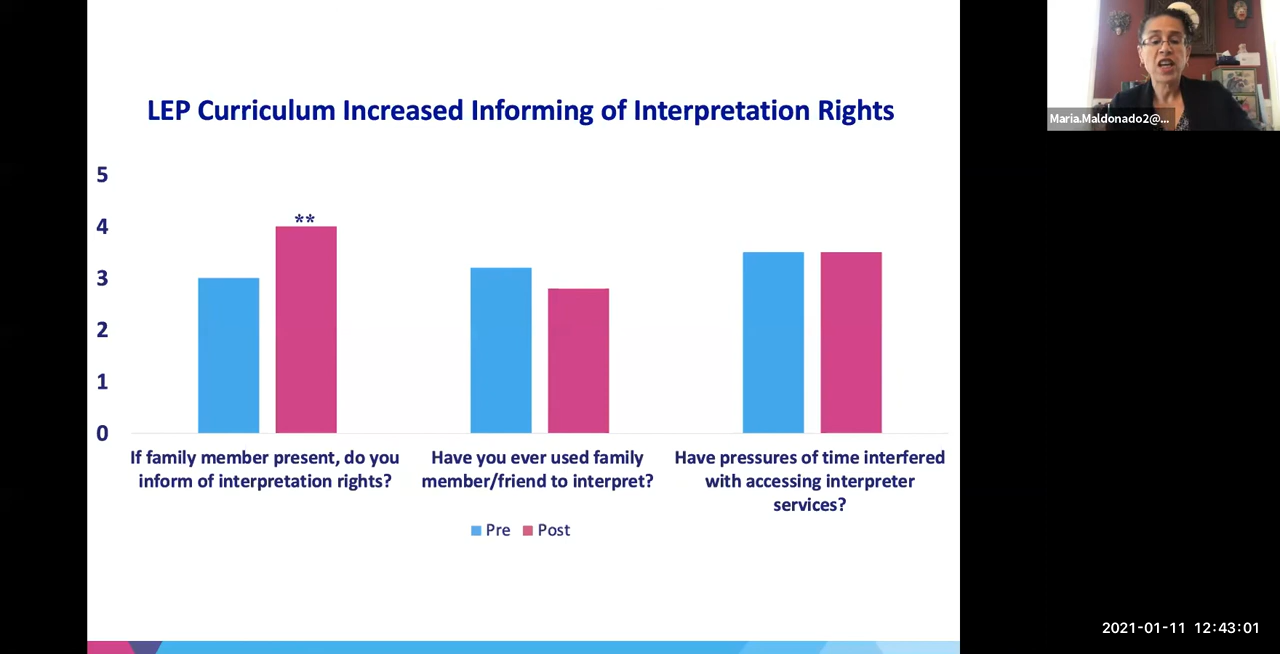 LEP Curriculum Increased Informing of Interpretation Rights
5
4
3
2
1
0
**
If family member present, do you
inform of interpretation rights?
Have you ever used family
member/friend to interpret?
Have pressures of time interfered
with accessing interpreter
services?
Pre
Post
Maria.Maldonado2@...
2021-01-11 12:43:01